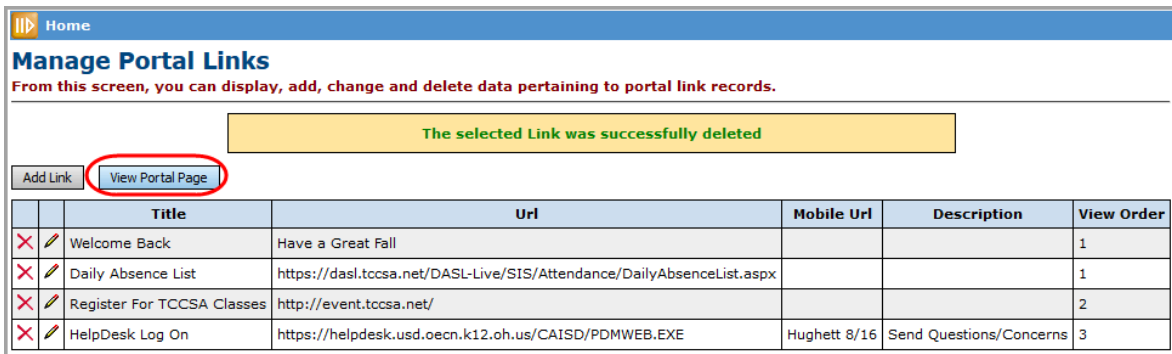 Home
Manage Portal Links
From this screen, you can display, add, change and delete data pertaining to portal link records.
The selected Link was successfully deleted
Add Link View Portal Page
Title Url Mobile Url Description View Order
Welcome Back Have a Great Fall 1
Daily Absence List https://dasl.tccsa.net/DASL-Live/SIS/Attendance/DailyAbsenceList.aspx 1
Register For TCCSA Classes http://event.tccsa.net/ 2
HelpDesk Log On https://helpdesk.usd.oecn.k12.oh.us/CAISD/PDMWEB.EXE Hughett 8/16 Send Questions/Concerns 3